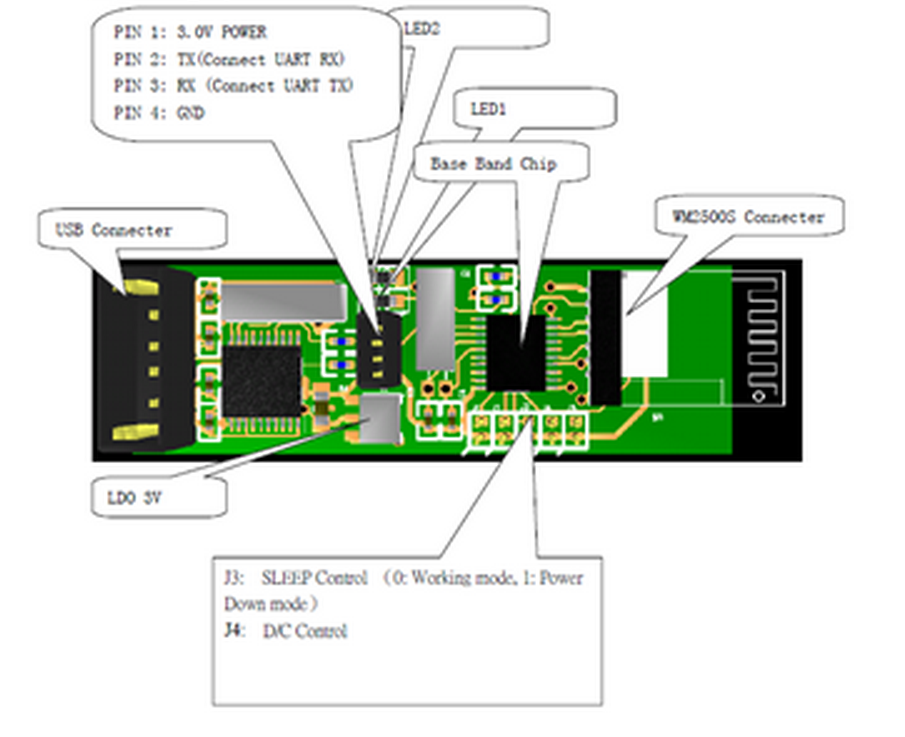 PIN 1: 3.0V POWER
PIN 2: TX(Connect UART RX)
PIN 3: RX (Connect UART TX)
PIN 4: GND
LED2
LED1
Base Band Chip
WM2500S Connecter
USB Connecter
LDO 3V
J3: SLEEP Control （0: Working mode, 1: Power
Down mode）
J4: D/C Control